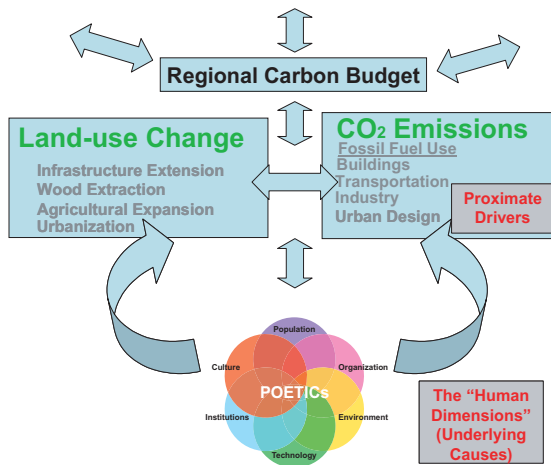 Regional Carbon Budget
Land-use Change
Infrastructure Extension
Wood Extraction
Agricultural Expansion
Urbanization
CO₂ Emissions
Fossil Fuel Use
Buildings
Transportation
Industry
Urban Design
Proximate
Drivers
Population
Culture
Organization
POETICs
Institutions
Environment
Technology
The “Human
Dimensions”
(Underlying
Causes)